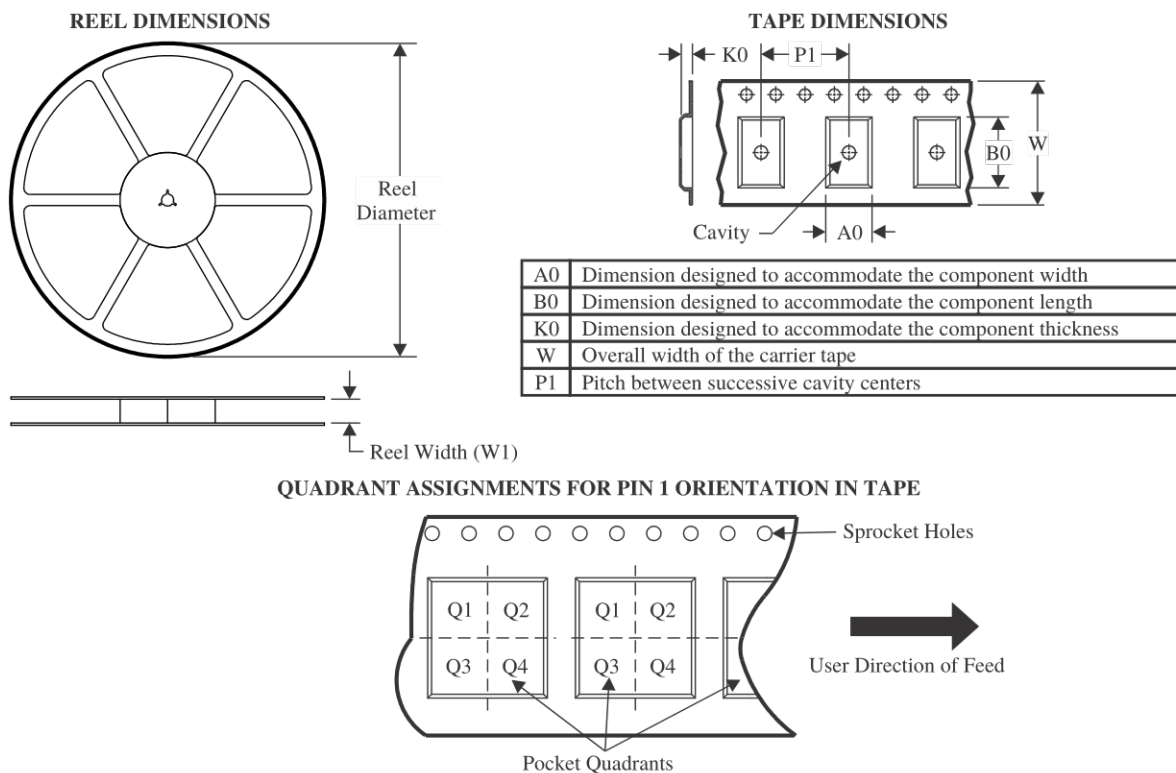 REEL DIMENSIONS
TAPE DIMENSIONS
K0
P1
Reel
Diameter
B0
W
Cavity
A0
A0 Dimension designed to accommodate the component width
B0 Dimension designed to accommodate the component length
K0 Dimension designed to accommodate the component thickness
W Overall width of the carrier tape
P1 Pitch between successive cavity centers
Reel Width (W1)
QUADRANT ASSIGNMENTS FOR PIN 1 ORIENTATION IN TAPE
Sprocket Holes
Q1 Q2 Q1 Q2
Q3 Q4 Q3 Q4
User Direction of Feed
Pocket Quadrants